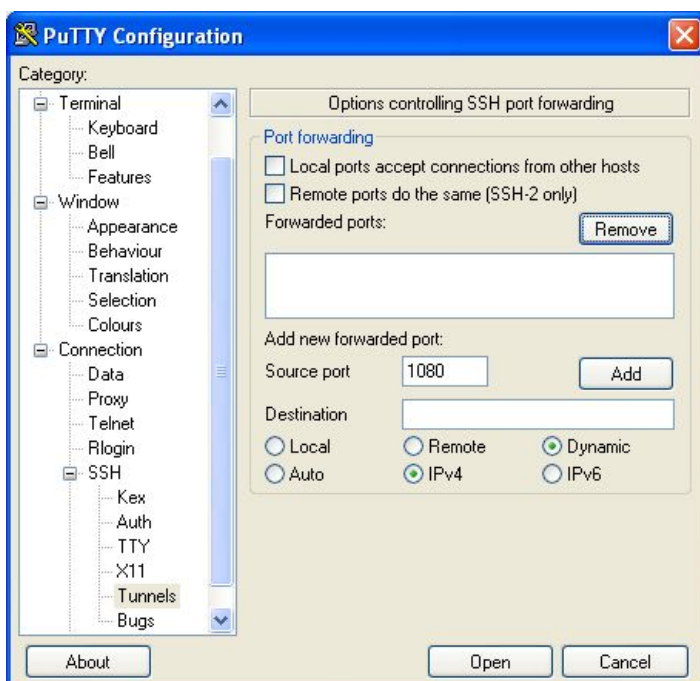 PuTTY Configuration
Category:
Terminal
Keyboard
Bell
Features
Window
Appearance
Behaviour
Translation
Selection
Colours
Connection
Data
Proxy
Telnet
Rlogin
SSH
Kex
Auth
TTY
X11
Tunnels
Bugs
Options controlling SSH port forwarding
Port forwarding
Local ports accept connections from other hosts
Remote ports do the same (SSH-2 only)
Forwarded ports: Remove
Add new forwarded port:
Source port 1080 Add
Destination
Local Remote Dynamic
Auto IPv4 IPv6
About Open Cancel